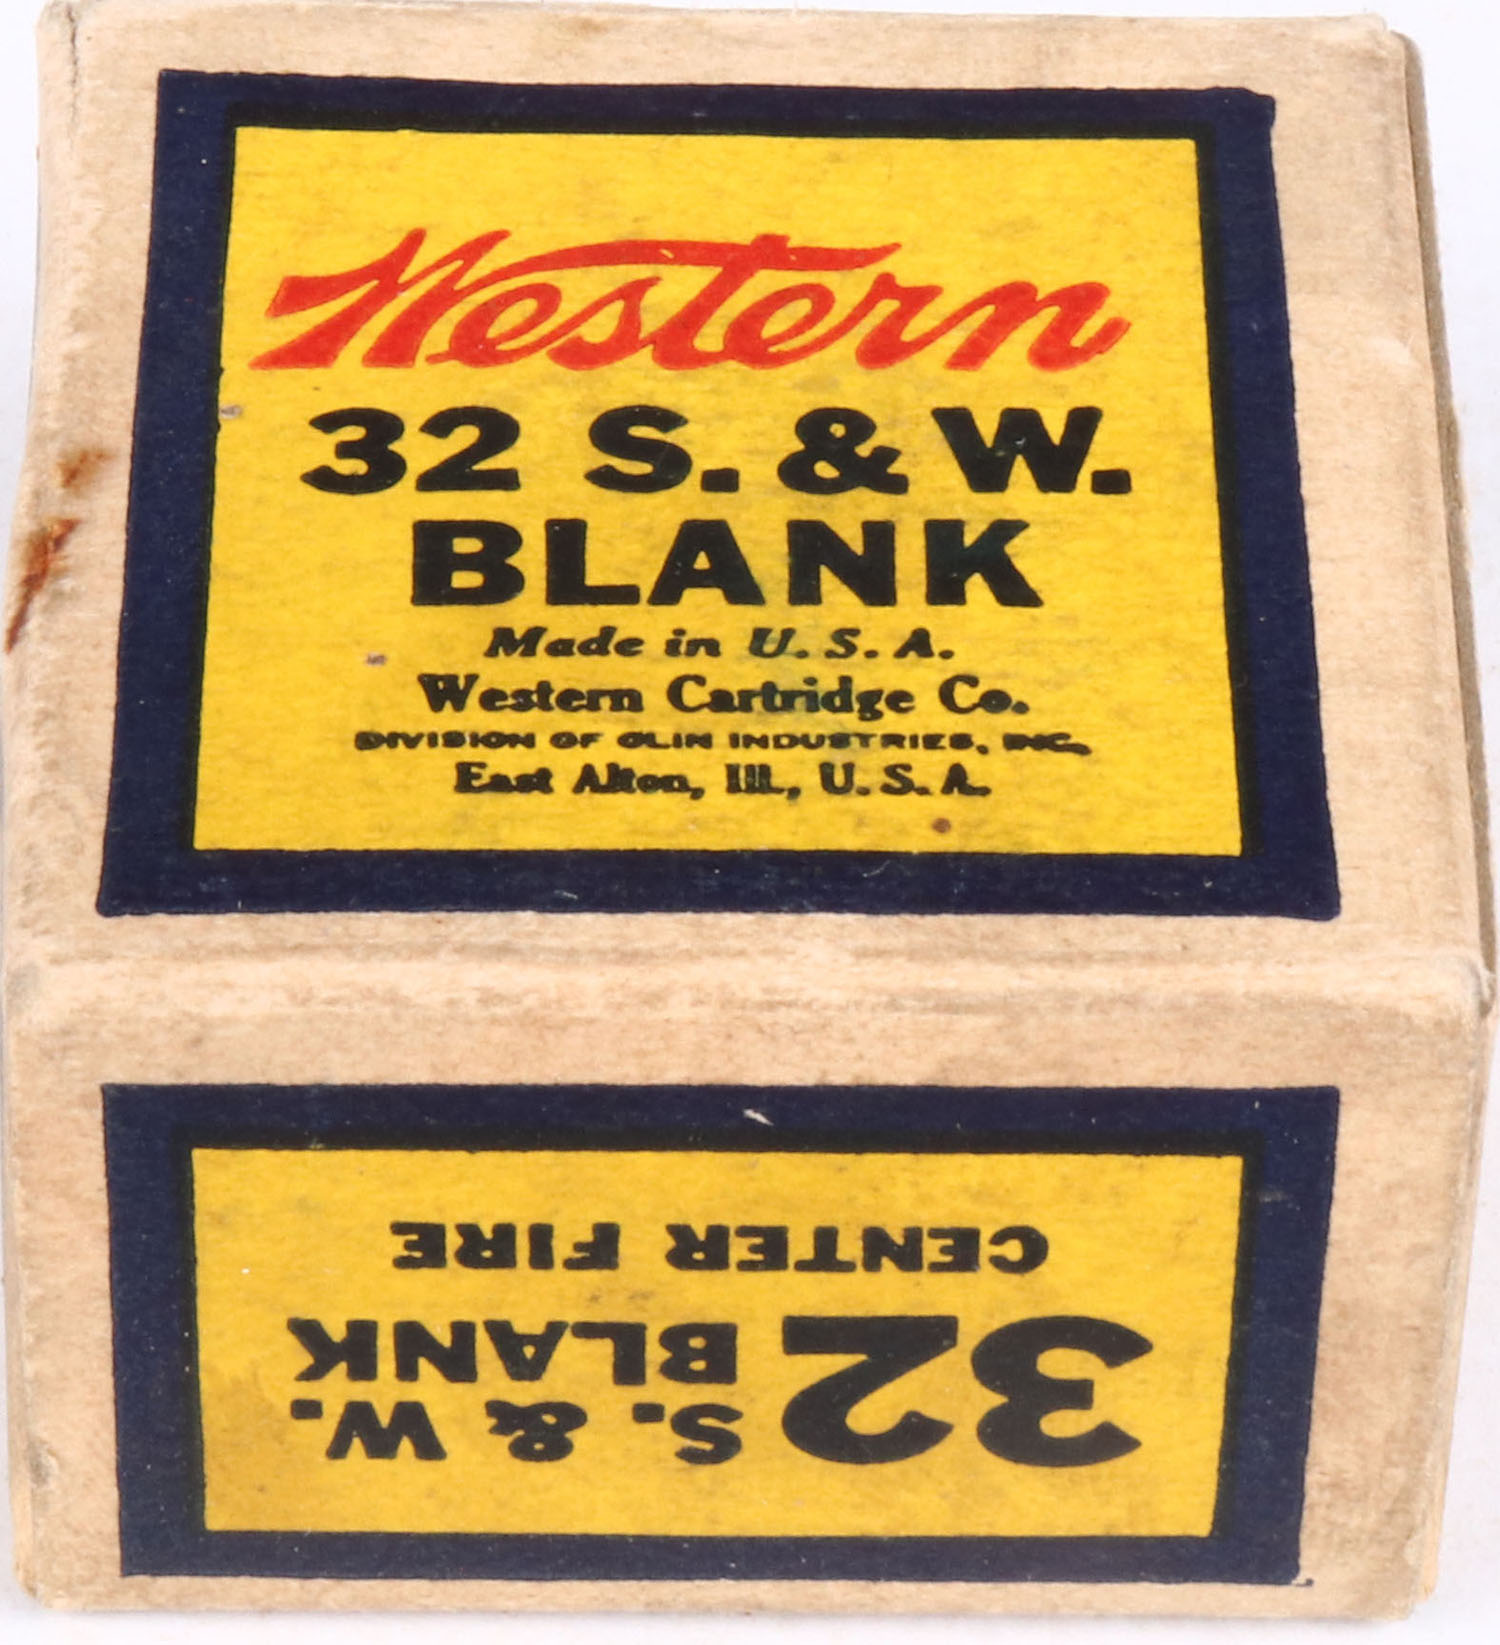 Western
32 S. & W.
BLANK
Made in U. S. A.
Western Cartridge Co.
DIVISION OF OLIN INDUSTRIES, INC.
East Alton, Ill., U. S. A.
32 S. & W.
BLANK
CENTER FIRE